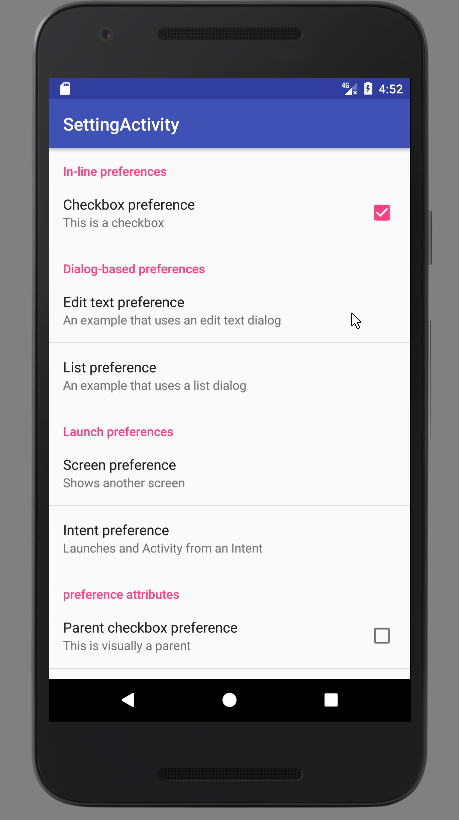 4G 4:52
SettingActivity
In-line preferences
Checkbox preference
This is a checkbox
Dialog-based preferences
Edit text preference
An example that uses an edit text dialog
List preference
An example that uses a list dialog
Launch preferences
Screen preference
Shows another screen
Intent preference
Launches and Activity from an Intent
preference attributes
Parent checkbox preference
This is visually a parent